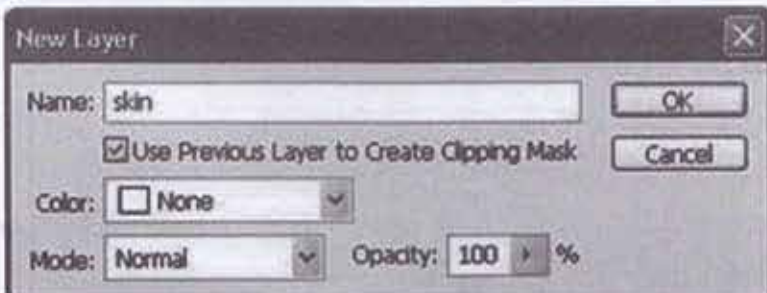 New Layer
Name: skin OK
Use Previous Layer to Create Clipping Mask Cancel
Color: None
Mode: Normal Opacity: 100 %